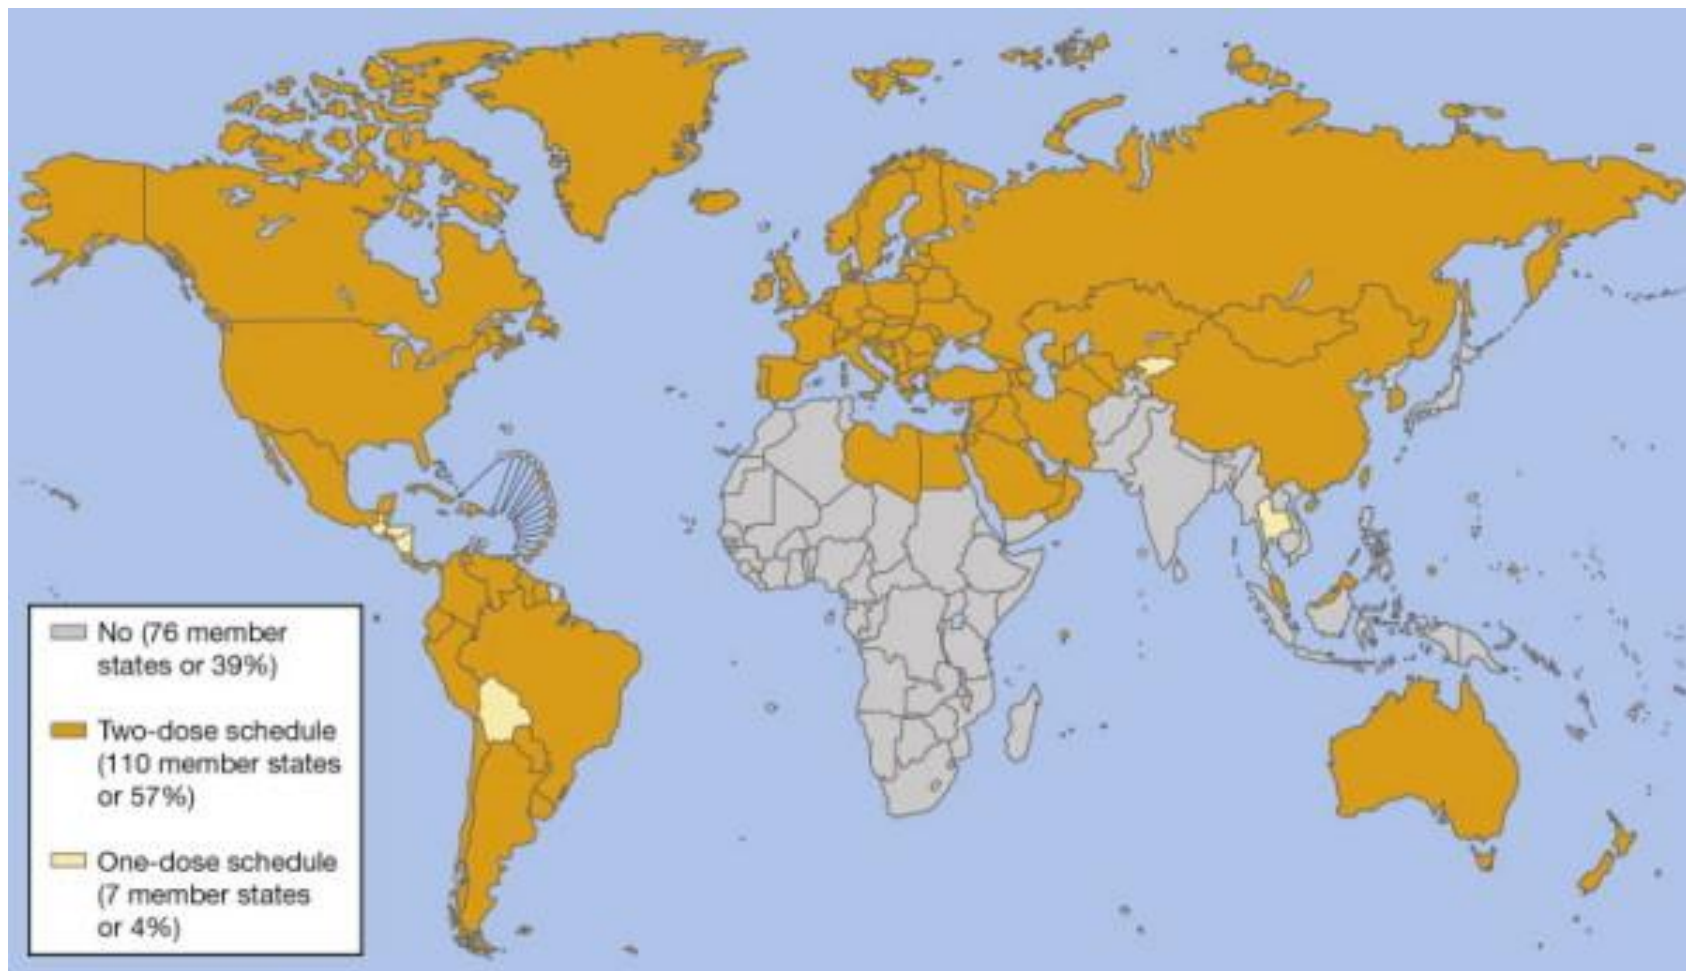 No (76 member
states or 39%)
Two-dose schedule
(110 member states
or 57%)
One-dose schedule
(7 member states
or 4%)